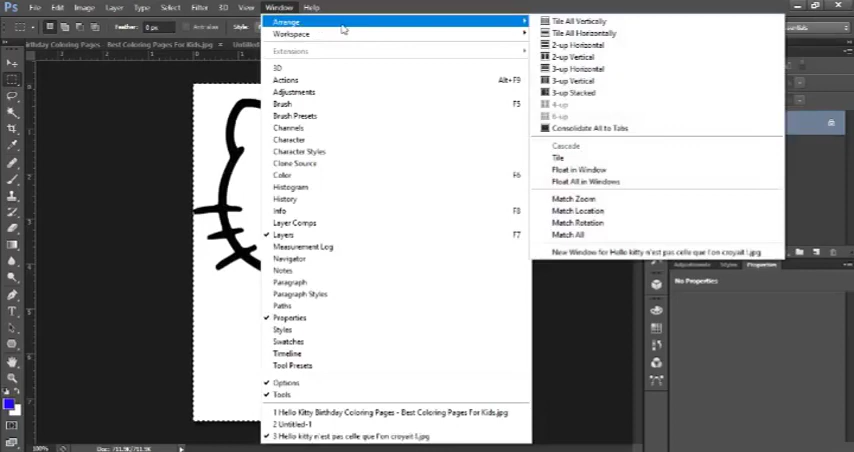 Ps File Edit Image Layer Type Select Filter 3D View Window Help
Feather: 0 px Anti-alias Style:
irthday Coloring Pages - Best Coloring Pages For Kids.jpg Untitled-1
Arrange
Workspace
Extensions
3D
Actions Alt+F9
Adjustments
Brush F5
Brush Presets
Channels
Character
Character Styles
Clone Source
Color F6
Histogram
History
Info F8
Layer Comps
Layers F7
Measurement Log
Navigator
Notes
Paragraph
Paragraph Styles
Paths
Properties
Styles
Swatches
Timeline
Tool Presets
Options
Tools
1 Hello Kitty Birthday Coloring Pages - Best Coloring Pages For Kids.jpg
2 Untitled-1
3 Hello kitty n'est pas celle que l'on croyait !.jpg
Tile All Vertically
Tile All Horizontally
2-up Horizontal
2-up Vertical
3-up Horizontal
3-up Vertical
3-up Stacked
4-up
6-up
Consolidate All to Tabs
Cascade
Tile
Float in Window
Float All in Windows
Match Zoom
Match Location
Match Rotation
Match All
New Window for Hello kitty n'est pas celle que l'on croyait !.jpg
Adjustments Styles Properties
No Properties
100% Doc: 711.9K/711.9K